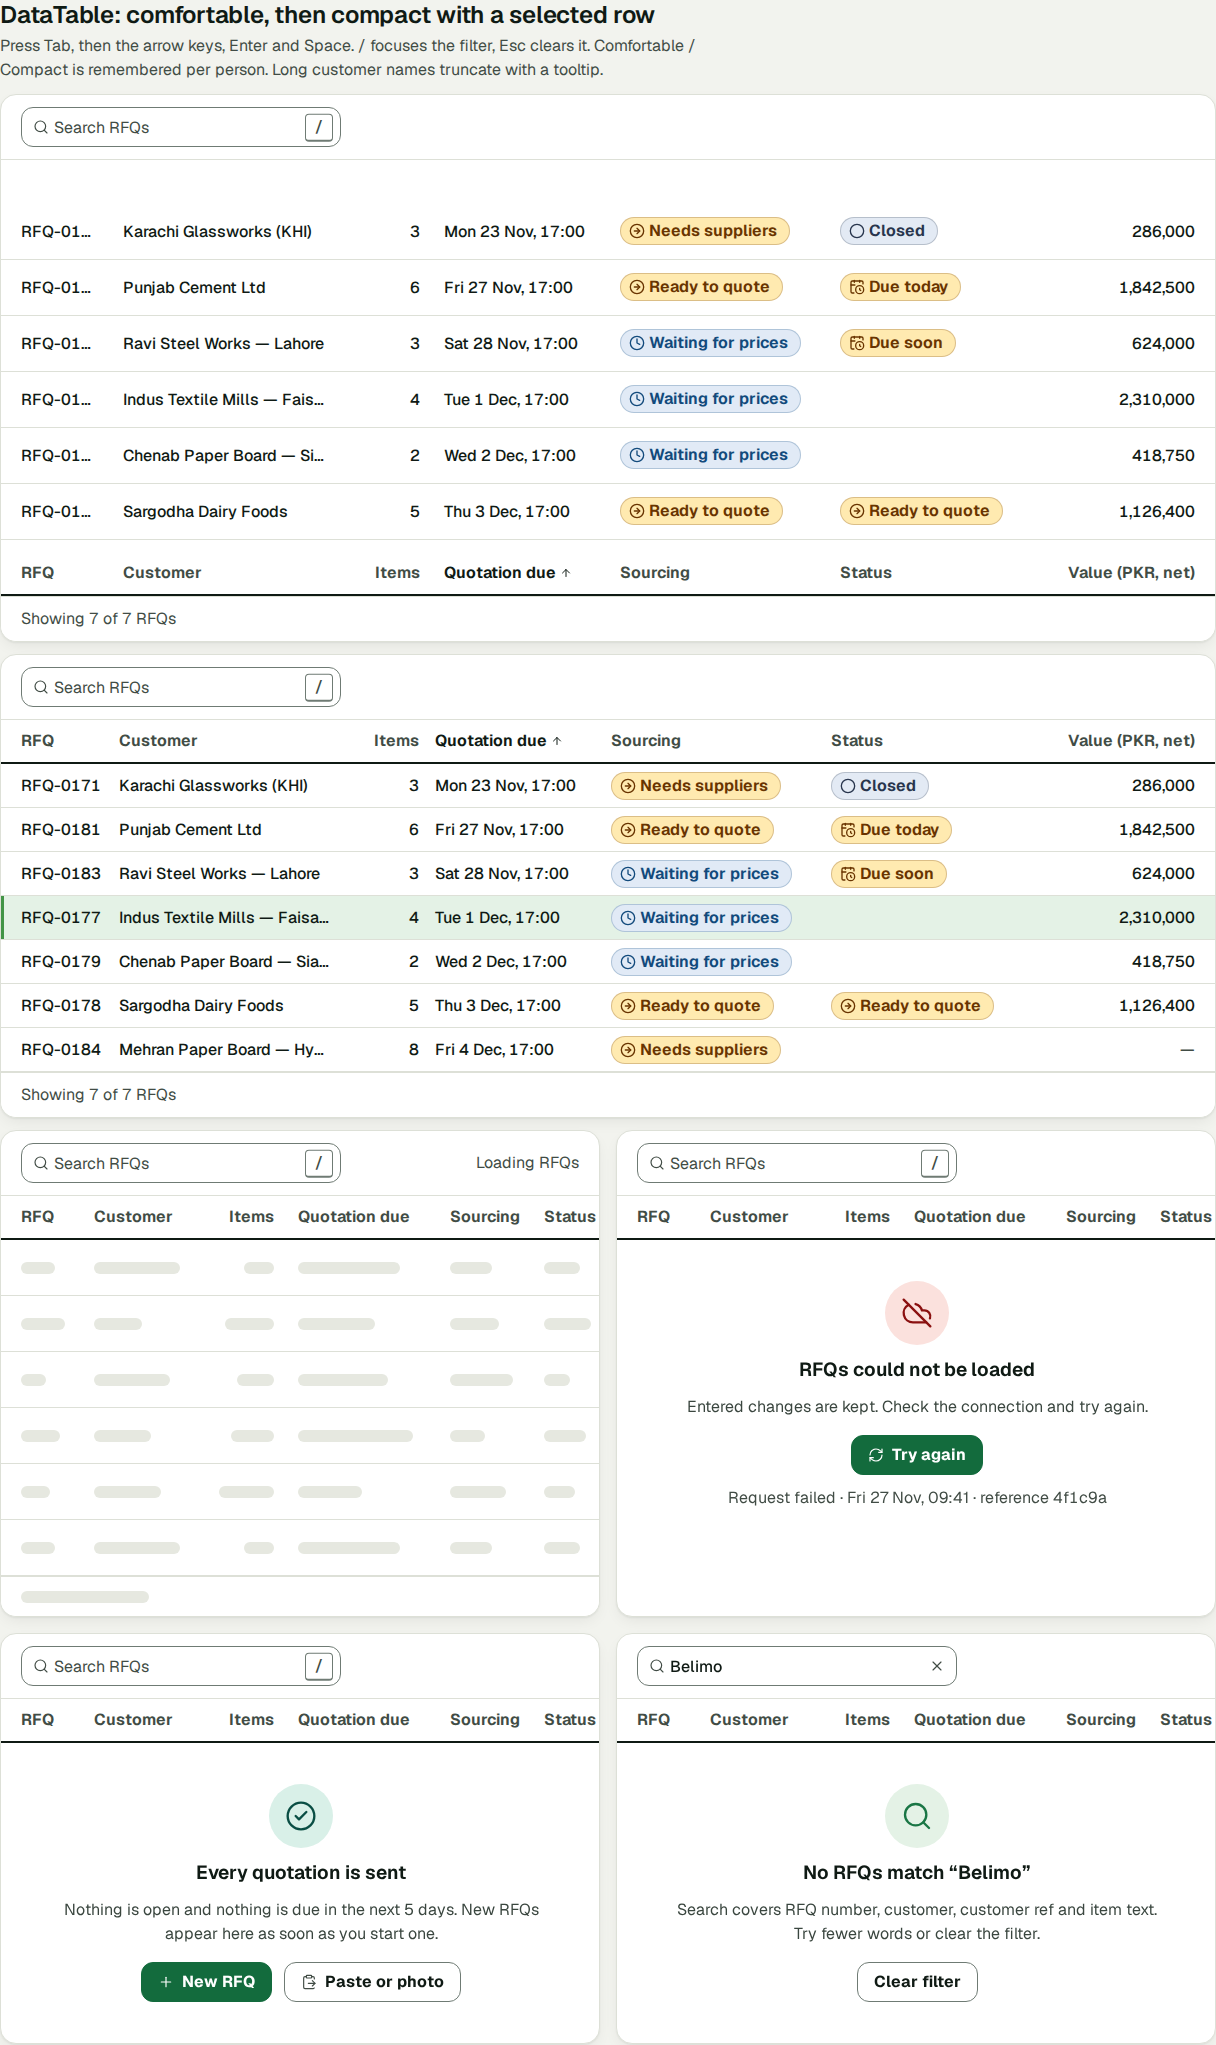 DataTable: comfortable, then compact with a selected row
Press Tab, then the arrow keys, Enter and Space. / focuses the filter, Esc clears it. Comfortable /
Compact is remembered per person. Long customer names truncate with a tooltip.
Search RFQs /
RFQ-01... Karachi Glassworks (KHI) 3 Mon 23 Nov, 17:00 Needs suppliers Closed 286,000
RFQ-01... Punjab Cement Ltd 6 Fri 27 Nov, 17:00 Ready to quote Due today 1,842,500
RFQ-01... Ravi Steel Works — Lahore 3 Sat 28 Nov, 17:00 Waiting for prices Due soon 624,000
RFQ-01... Indus Textile Mills — Fais... 4 Tue 1 Dec, 17:00 Waiting for prices 2,310,000
RFQ-01... Chenab Paper Board — Si... 2 Wed 2 Dec, 17:00 Waiting for prices 418,750
RFQ-01... Sargodha Dairy Foods 5 Thu 3 Dec, 17:00 Ready to quote Ready to quote 1,126,400
RFQ Customer Items Quotation due ↑ Sourcing Status Value (PKR, net)
Showing 7 of 7 RFQs
Search RFQs /
RFQ Customer Items Quotation due ↑ Sourcing Status Value (PKR, net)
RFQ-0171 Karachi Glassworks (KHI) 3 Mon 23 Nov, 17:00 Needs suppliers Closed 286,000
RFQ-0181 Punjab Cement Ltd 6 Fri 27 Nov, 17:00 Ready to quote Due today 1,842,500
RFQ-0183 Ravi Steel Works — Lahore 3 Sat 28 Nov, 17:00 Waiting for prices Due soon 624,000
RFQ-0177 Indus Textile Mills — Faisa... 4 Tue 1 Dec, 17:00 Waiting for prices 2,310,000
RFQ-0179 Chenab Paper Board — Sia... 2 Wed 2 Dec, 17:00 Waiting for prices 418,750
RFQ-0178 Sargodha Dairy Foods 5 Thu 3 Dec, 17:00 Ready to quote Ready to quote 1,126,400
RFQ-0184 Mehran Paper Board — Hy... 8 Fri 4 Dec, 17:00 Needs suppliers —
Showing 7 of 7 RFQs
Search RFQs / Loading RFQs
RFQ Customer Items Quotation due Sourcing Status
Search RFQs /
RFQ Customer Items Quotation due Sourcing Status
RFQs could not be loaded
Entered changes are kept. Check the connection and try again.
Try again
Request failed · Fri 27 Nov, 09:41 · reference 4f1c9a
Search RFQs /
RFQ Customer Items Quotation due Sourcing Status
Every quotation is sent
Nothing is open and nothing is due in the next 5 days. New RFQs
appear here as soon as you start one.
New RFQ Paste or photo
Belimo
RFQ Customer Items Quotation due Sourcing Status
No RFQs match “Belimo”
Search covers RFQ number, customer, customer ref and item text.
Try fewer words or clear the filter.
Clear filter